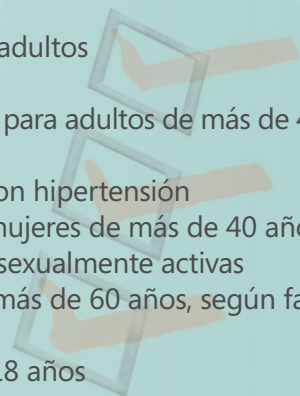 adultos
para adultos de más de 4
on hipertensión
mujeres de más de 40 año
sexualmente activas
más de 60 años, según fa
18 años